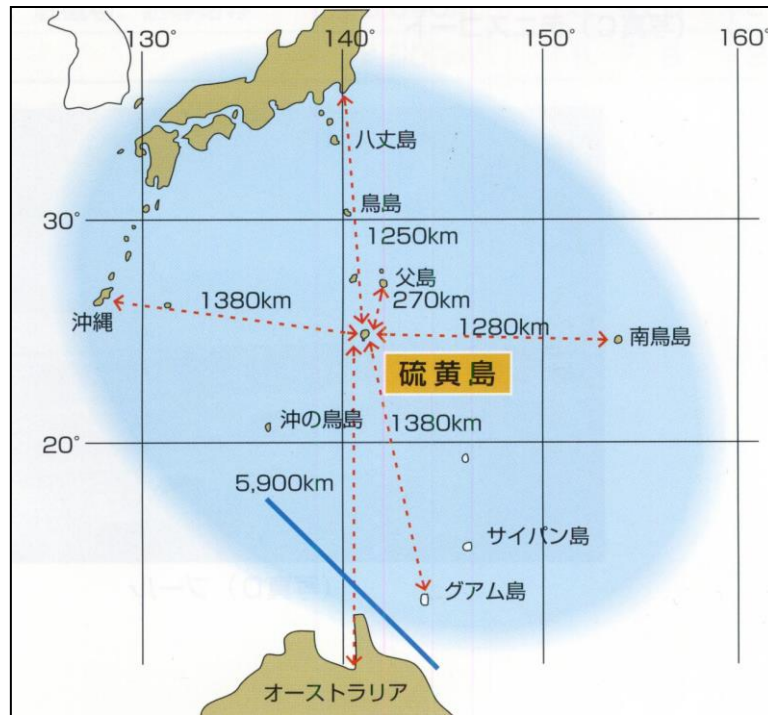 130°
140°
150°
160°
八丈島
30°
鳥島
1250km
父島
270km
1380km
沖縄
1280km
南鳥島
硫黄島
沖の鳥島
1380km
20°
5,900km
サイパン島
グアム島
オーストラリア